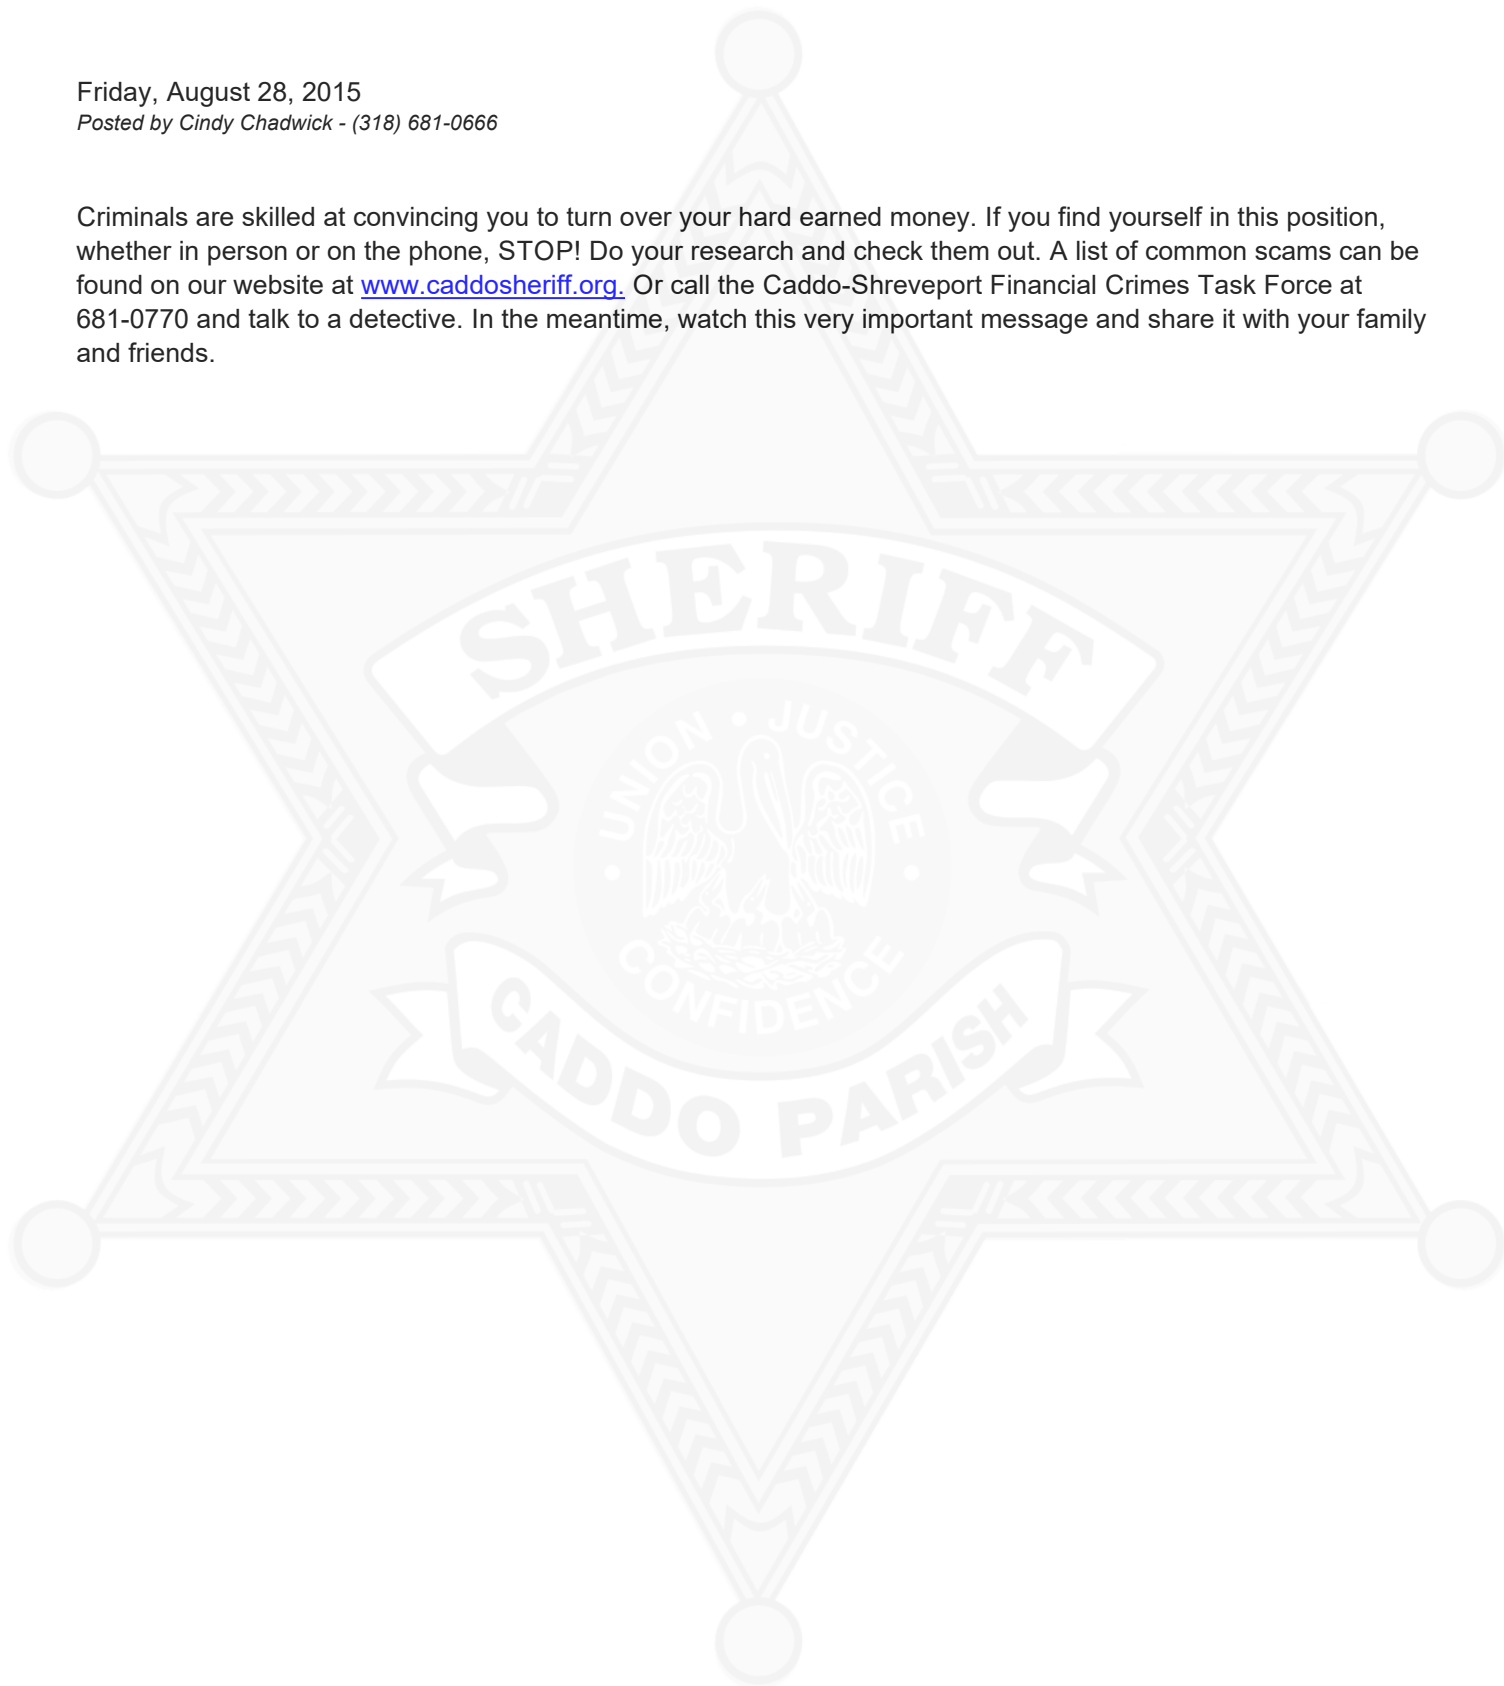 Friday, August 28, 2015
Posted by Cindy Chadwick - (318) 681-0666
Criminals are skilled at convincing you to turn over your hard earned money. If you find yourself in this position,
whether in person or on the phone, STOP! Do your research and check them out. A list of common scams can be
found on our website at www.caddosheriff.org. Or call the Caddo-Shreveport Financial Crimes Task Force at
681-0770 and talk to a detective. In the meantime, watch this very important message and share it with your family
and friends.
SHERIFF
UNION • JUSTICE
• CONFIDENCE •
CADDO PARISH